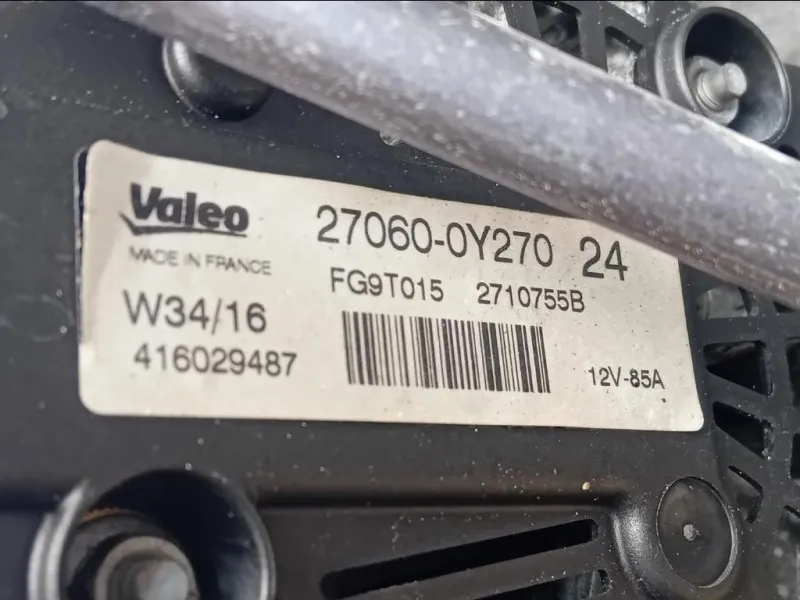 Valeo
MADE IN FRANCE
27060-0Y270 24
FG9T015 2710755B
W34/16
416029487
12V-85A